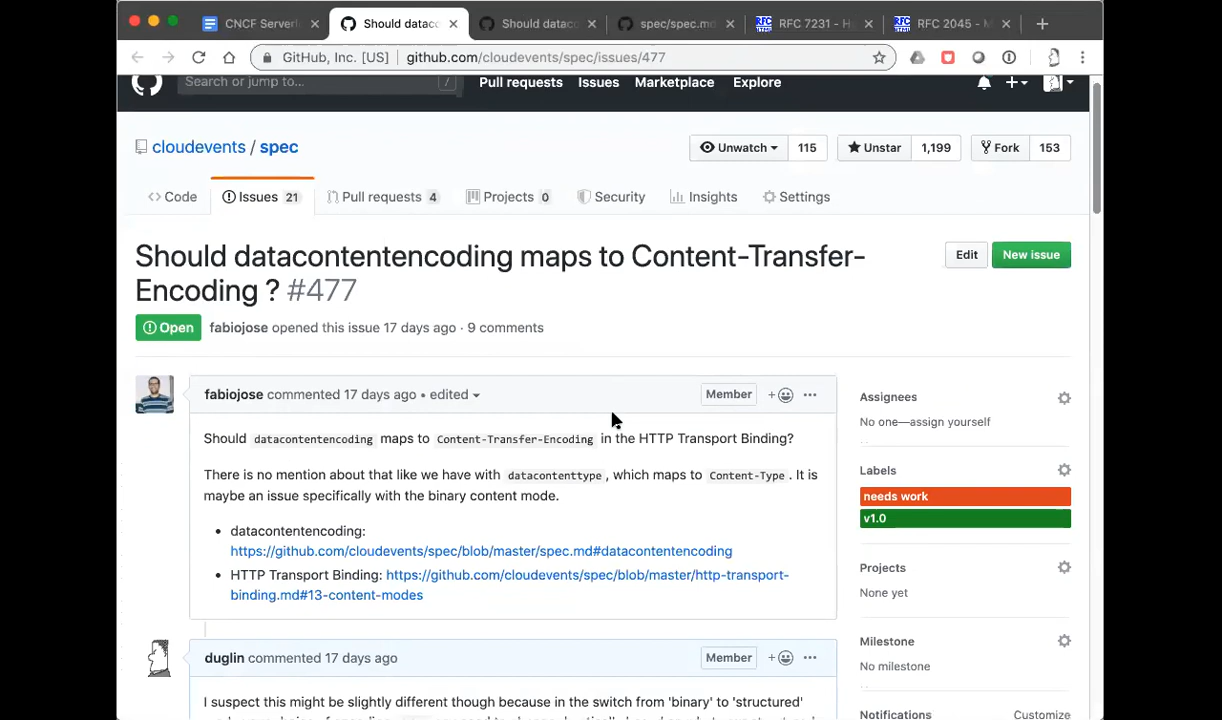 CNCF Server
Should datac
Should datac
spec/spec.m
RFC 7231 - H
RFC 2045 - M
GitHub, Inc. [US]
github.com/cloudevents/spec/issues/477
Search or jump to...
/
Pull requests
Issues
Marketplace
Explore
cloudevents / spec
Unwatch
115
Unstar
1,199
Fork
153
Code
Issues 21
Pull requests 4
Projects 0
Security
Insights
Settings
Should datacontentencoding maps to Content-Transfer-
Encoding ? #477
Edit
New issue
Open
fabiojose opened this issue 17 days ago · 9 comments
fabiojose commented 17 days ago • edited
Member
Should datacontentencoding maps to Content-Transfer-Encoding in the HTTP Transport Binding?
There is no mention about that like we have with datacontenttype, which maps to Content-Type. It is
maybe an issue specifically with the binary content mode.
• datacontentencoding:
https://github.com/cloudevents/spec/blob/master/spec.md#datacontentencoding
• HTTP Transport Binding: https://github.com/cloudevents/spec/blob/master/http-transport-
binding.md#13-content-modes
duglin commented 17 days ago
Member
I suspect this might be slightly different though because in the switch from 'binary' to 'structured'
Assignees
No one—assign yourself
Labels
needs work
v1.0
Projects
None yet
Milestone
No milestone
Notifications
Customize